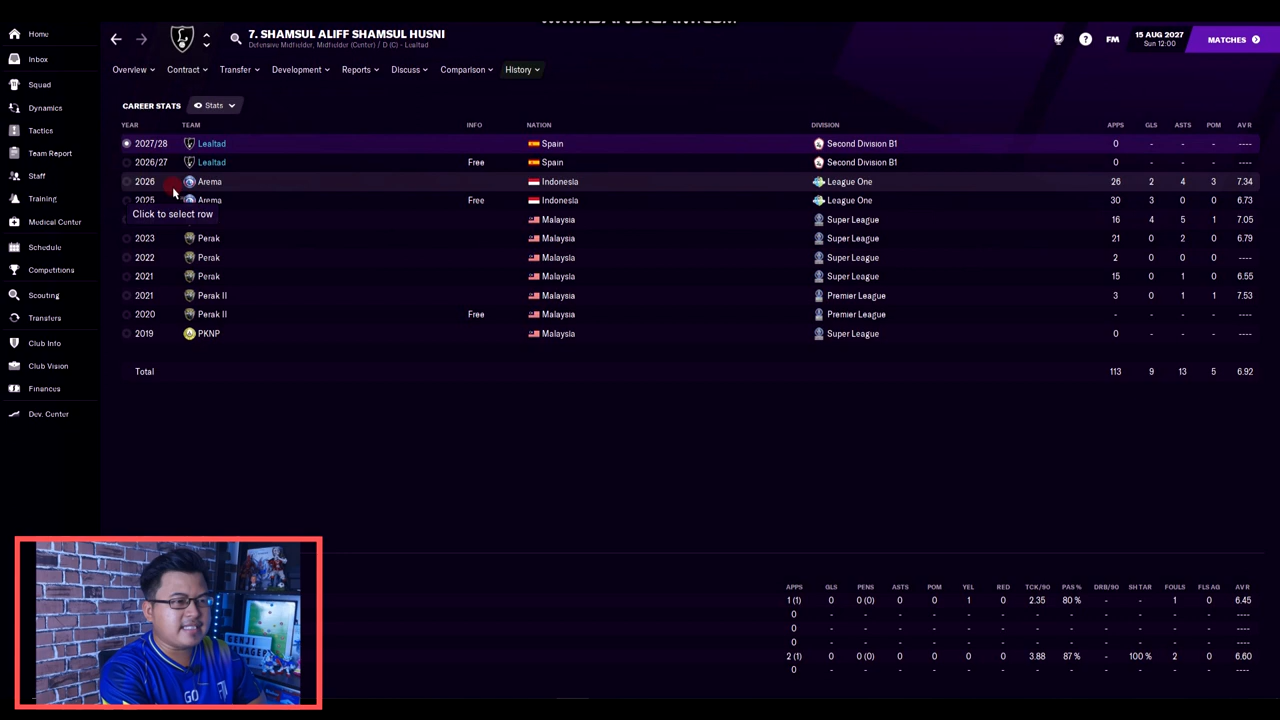 Home
7. SHAMSUL ALIFF SHAMSUL HUSNI
Defensive Midfielder, Midfielder (Center) / D (C) - Lealtad
FM
15 AUG 2027
Sun 12:00
MATCHES
Inbox
Squad
Dynamics
Tactics
Team Report
Staff
Training
Medical Center
Schedule
Competitions
Scouting
Transfers
Club Info
Club Vision
Finances
Dev. Center
Overview Contract Transfer Development Reports Discuss Comparison History
CAREER STATS Stats
YEAR TEAM INFO NATION DIVISION APPS GLS ASTS POM AV R
2027/28 Lealtad Spain Second Division B1 0 - - - ----
2026/27 Lealtad Free Spain Second Division B1 0 - - - ----
2026 Arema Indonesia League One 26 2 4 3 7.34
2025 Arema Free Indonesia League One 30 3 0 0 6.73
Click to select row
Malaysia Super League 16 4 5 1 7.05
2023 Perak Malaysia Super League 21 0 2 0 6.79
2022 Perak Malaysia Super League 2 0 0 0 ----
2021 Perak Malaysia Super League 15 0 1 0 6.55
2021 Perak II Malaysia Premier League 3 0 1 1 7.53
2020 Perak II Free Malaysia Premier League - - - - ----
2019 PKNP Malaysia Super League 0 - - - ----
Total 113 9 13 5 6.92
APPS GLS PENS ASTS POM YEL RED TCK/90 PAS % DRB/90 SH TAR FOULS FLS AG AV R
1 (1) 0 0 (0) 0 0 1 0 2.35 80 % - - 1 0 6.45
0 - - - - - - - - - - - - ----
0 - - - - - - - - - - - - ----
0 - - - - - - - - - - - - ----
2 (1) 0 0 (0) 0 0 0 0 3.88 87 % - 100 % 2 0 6.60
0 - - - - - - - - - - - - ----
MANAGER
GO